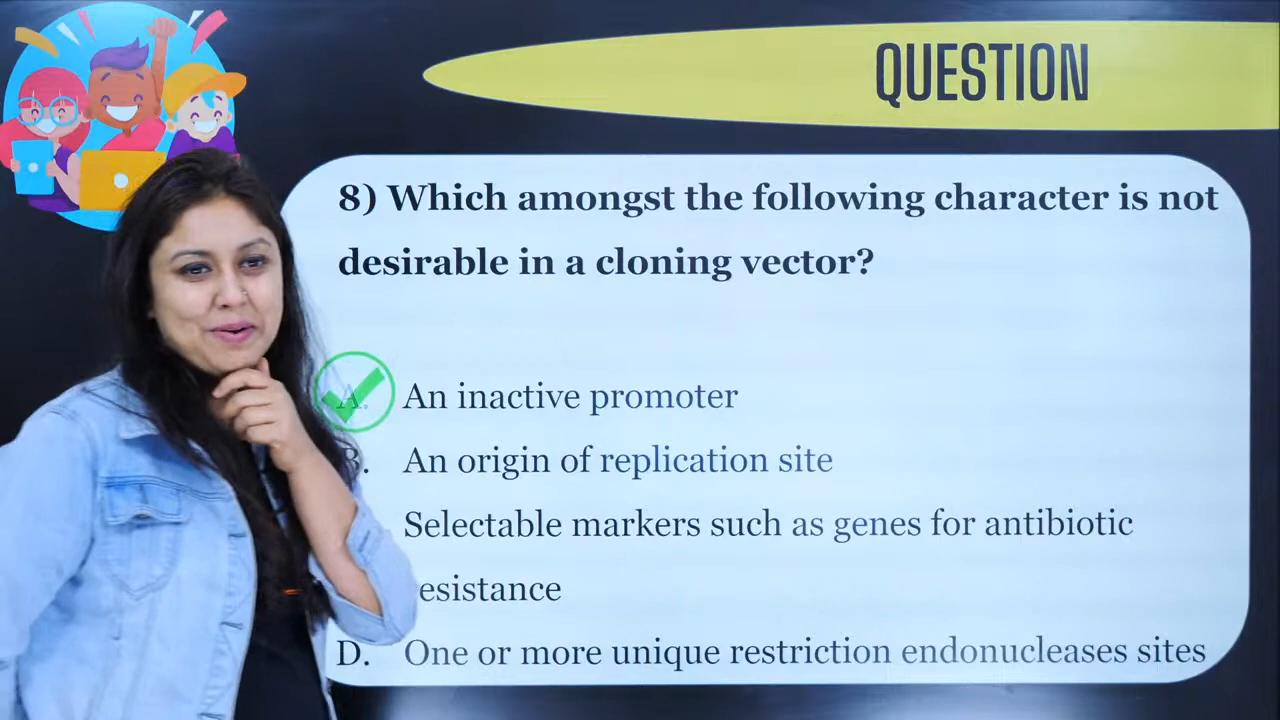 QUESTION
8) Which amongst the following character is not
desirable in a cloning vector?
A. An inactive promoter
B. An origin of replication site
Selectable markers such as genes for antibiotic
esistance
D. One or more unique restriction endonucleases sites